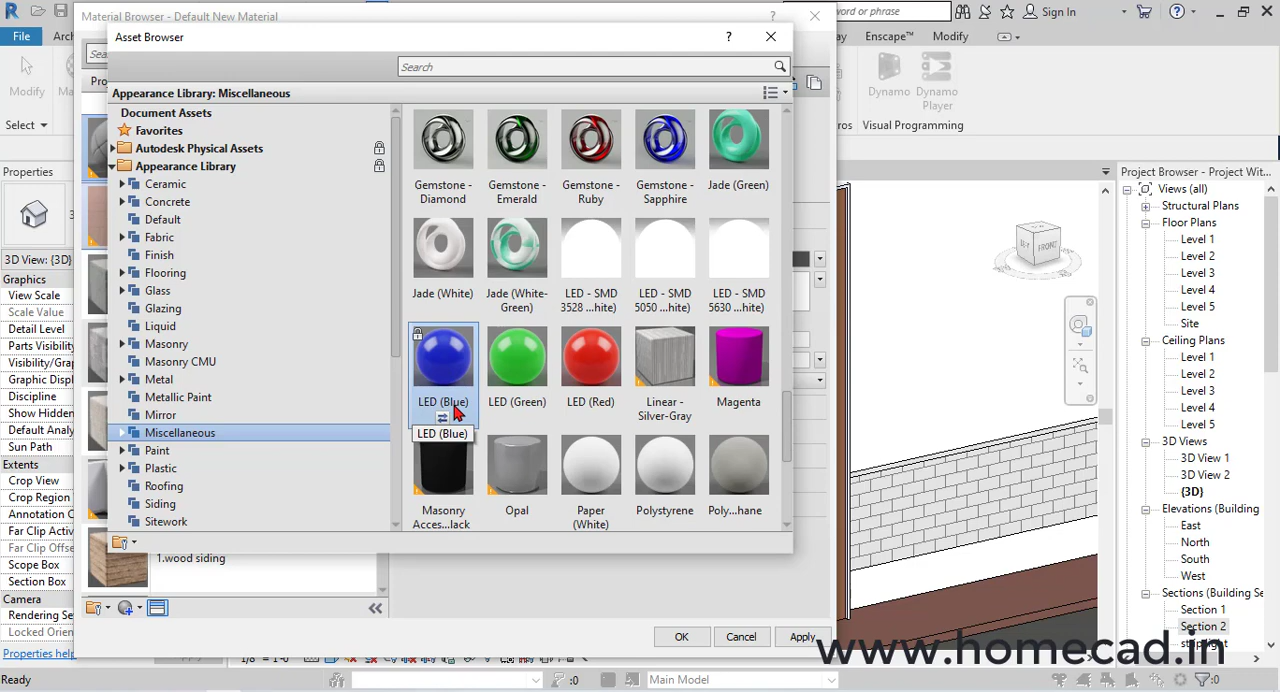 Material Browser - Default New Material
or phrase
Sign In
Asset Browser
File
Arch
ay
Enscape™
Modify
Search
Appearance Library: Miscellaneous
Modify
Select
Dynamo
Dynamo Player
ros
Visual Programming
Document Assets
Favorites
Autodesk Physical Assets
Appearance Library
Ceramic
Concrete
Default
Fabric
Finish
Flooring
Glass
Glazing
Liquid
Masonry
Masonry CMU
Metal
Metallic Paint
Mirror
Miscellaneous
Paint
Plastic
Roofing
Siding
Sitework
Gemstone - Diamond
Gemstone - Emerald
Gemstone - Ruby
Gemstone - Sapphire
Jade (Green)
Jade (White)
Jade (White-Green)
LED - SMD 3528 ...hite)
LED - SMD 5050 ...hite)
LED - SMD 5630 ...hite)
LED (Blue)
LED (Green)
LED (Red)
Linear - Silver-Gray
Magenta
LED (Blue)
Masonry Acces...lack
Opal
Paper (White)
Polystyrene
Poly...hane
Properties
3D View: {3D}
Graphics
View Scale
Scale Value
Detail Level
Parts Visibility
Visibility/Grap
Graphic Displ
Discipline
Show Hidden
Default Analy
Sun Path
Extents
Crop View
Crop Region
Annotation C
Far Clip Activ
Far Clip Offse
Scope Box
Section Box
Camera
Rendering Se
Locked Orien
Properties help
1.wood siding
OK
Cancel
Apply
FRONT
Project Browser - Project Wit...
Views (all)
Structural Plans
Floor Plans
Level 1
Level 2
Level 3
Level 4
Level 5
Site
Ceiling Plans
Level 1
Level 2
Level 3
Level 4
Level 5
3D Views
3D View 1
3D View 2
{3D}
Elevations (Building
East
North
South
West
Sections (Building Se
Section 1
Section 2
www.homecad.in
Ready
:0
Main Model
:0